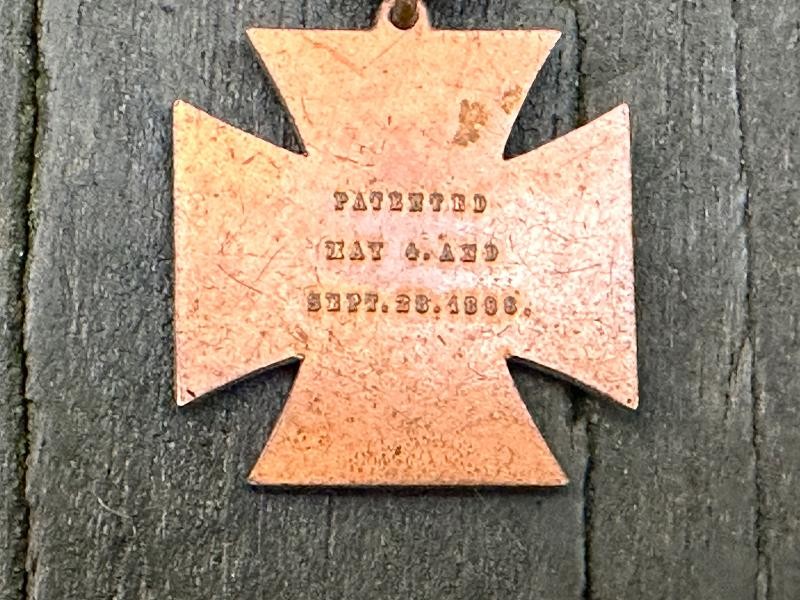 PATENTED
MAY 4. AND
SEPT. 28. 1886.